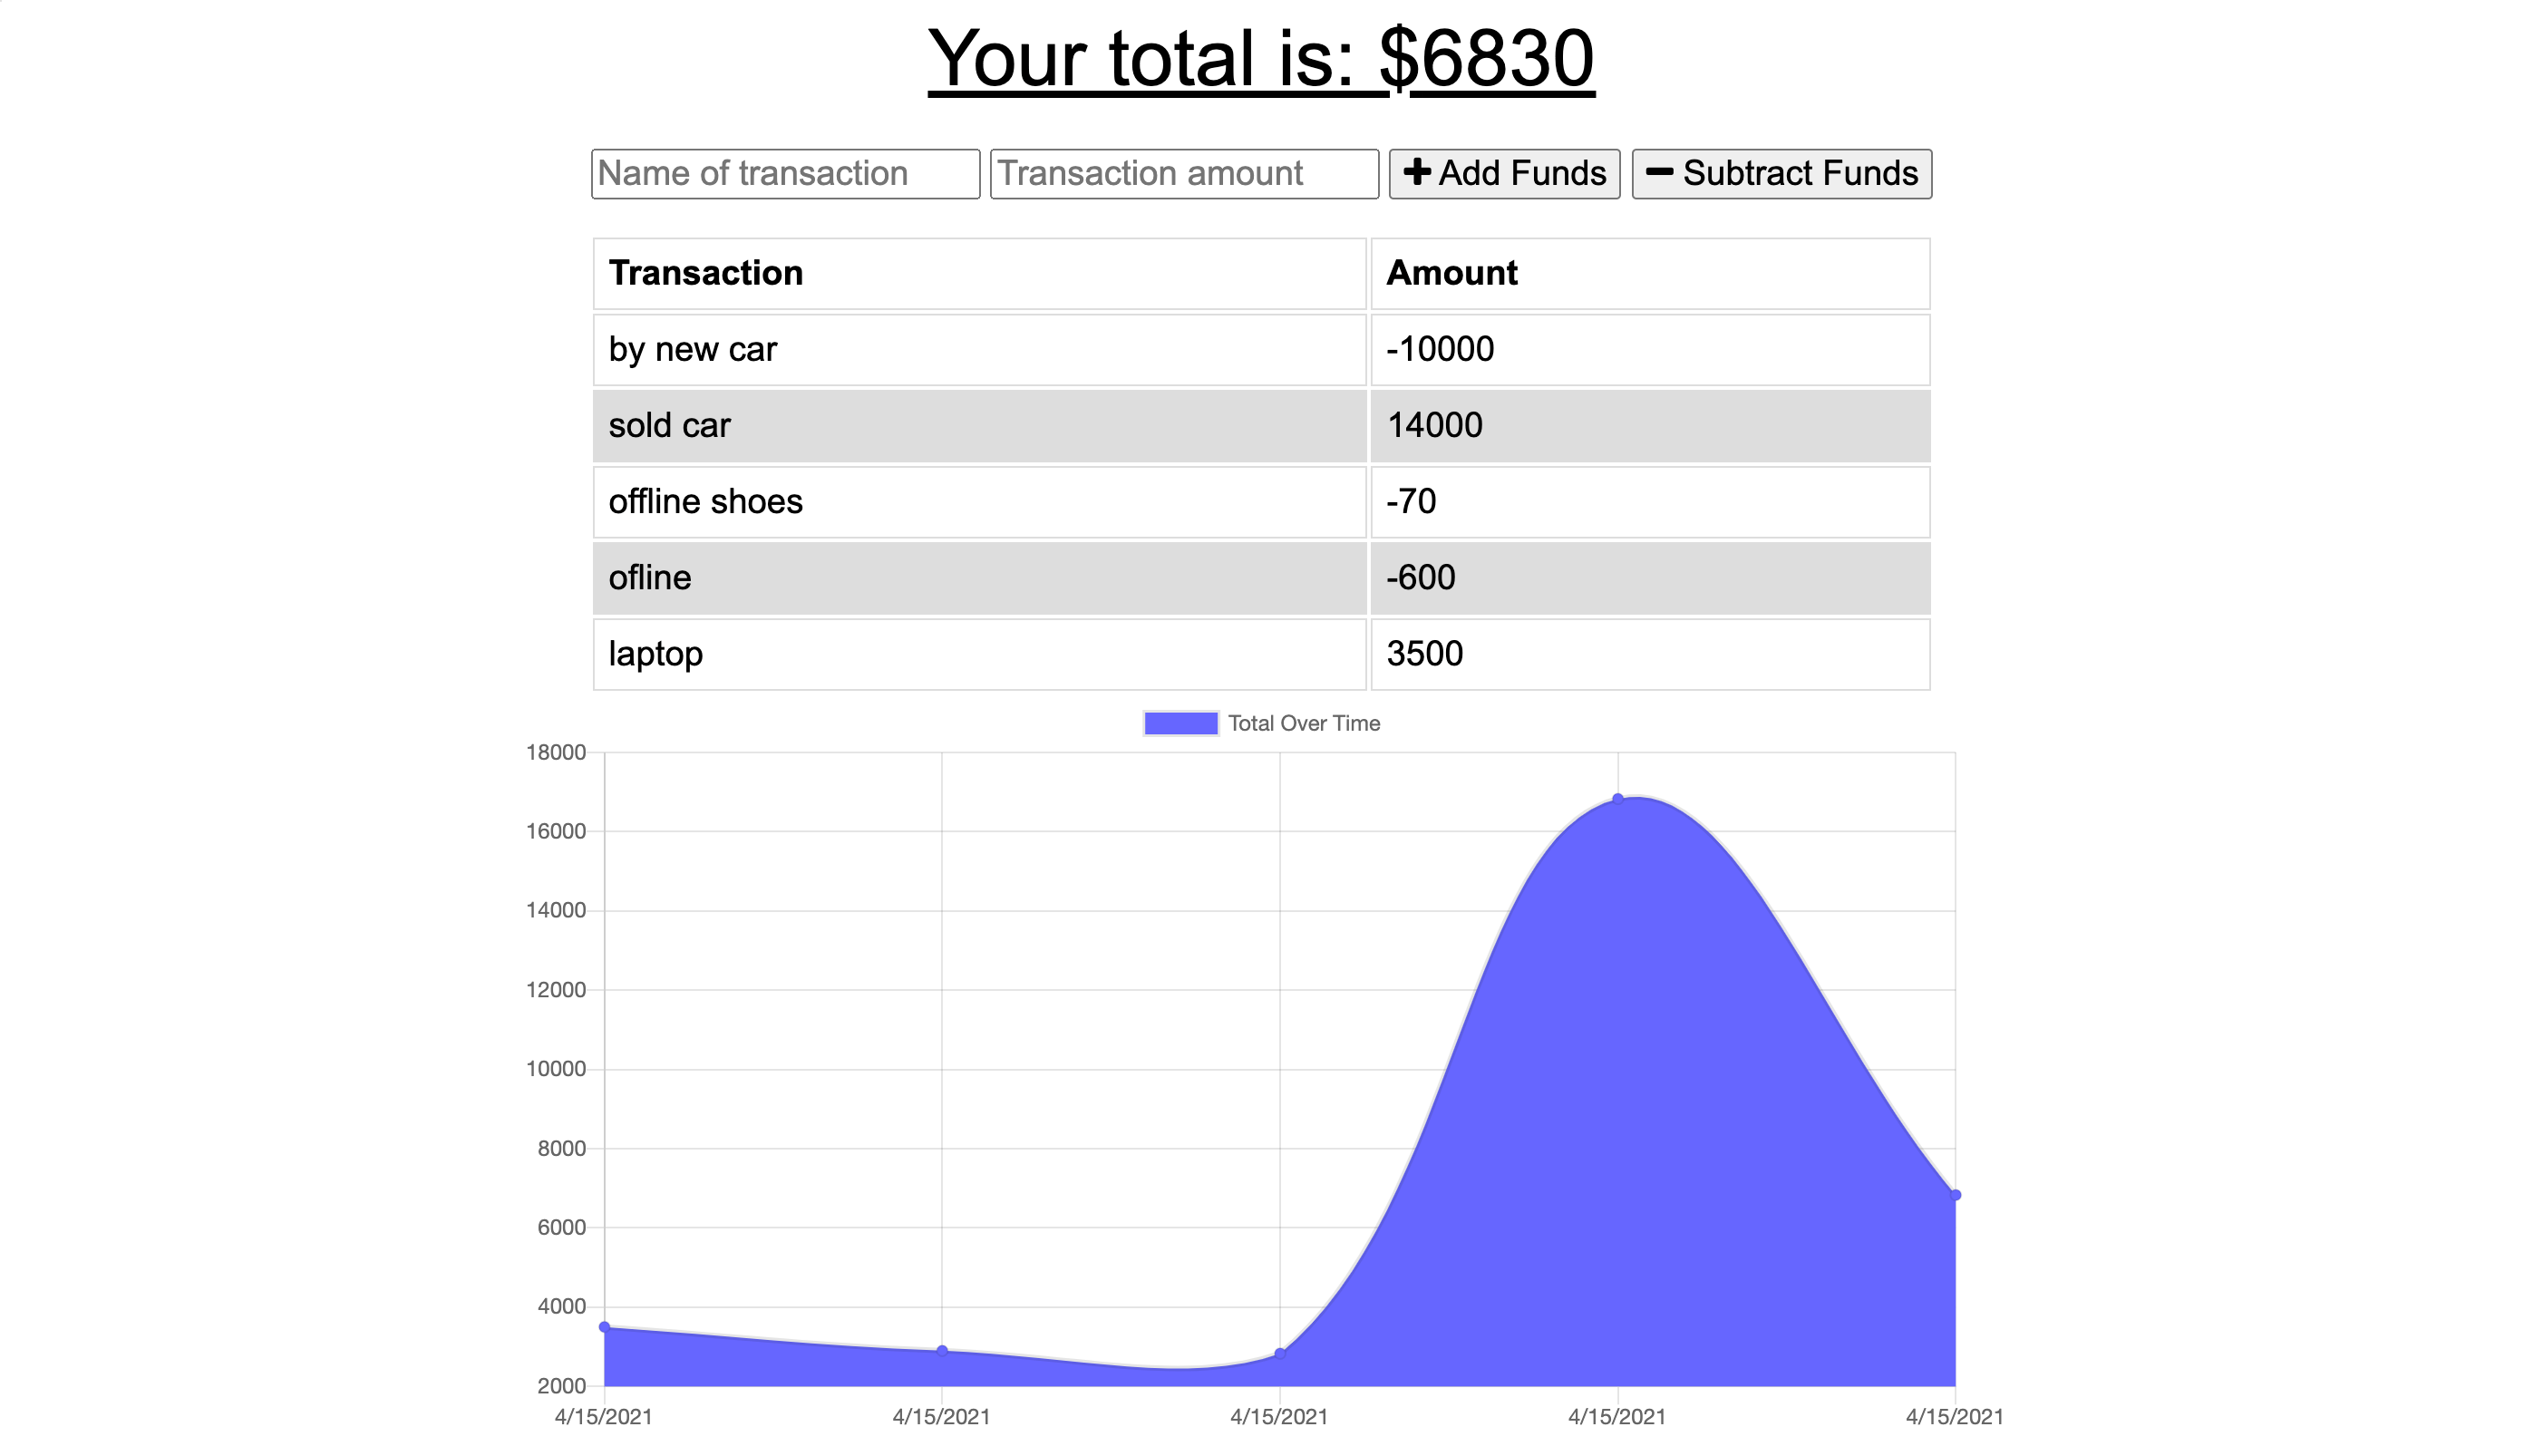 Your total is: $6830
Name of transaction Transaction amount Add Funds Subtract Funds
Transaction Amount
by new car -10000
sold car 14000
offline shoes -70
ofline -600
laptop 3500
Total Over Time
18000
16000
14000
12000
10000
8000
6000
4000
2000
4/15/2021 4/15/2021 4/15/2021 4/15/2021 4/15/2021